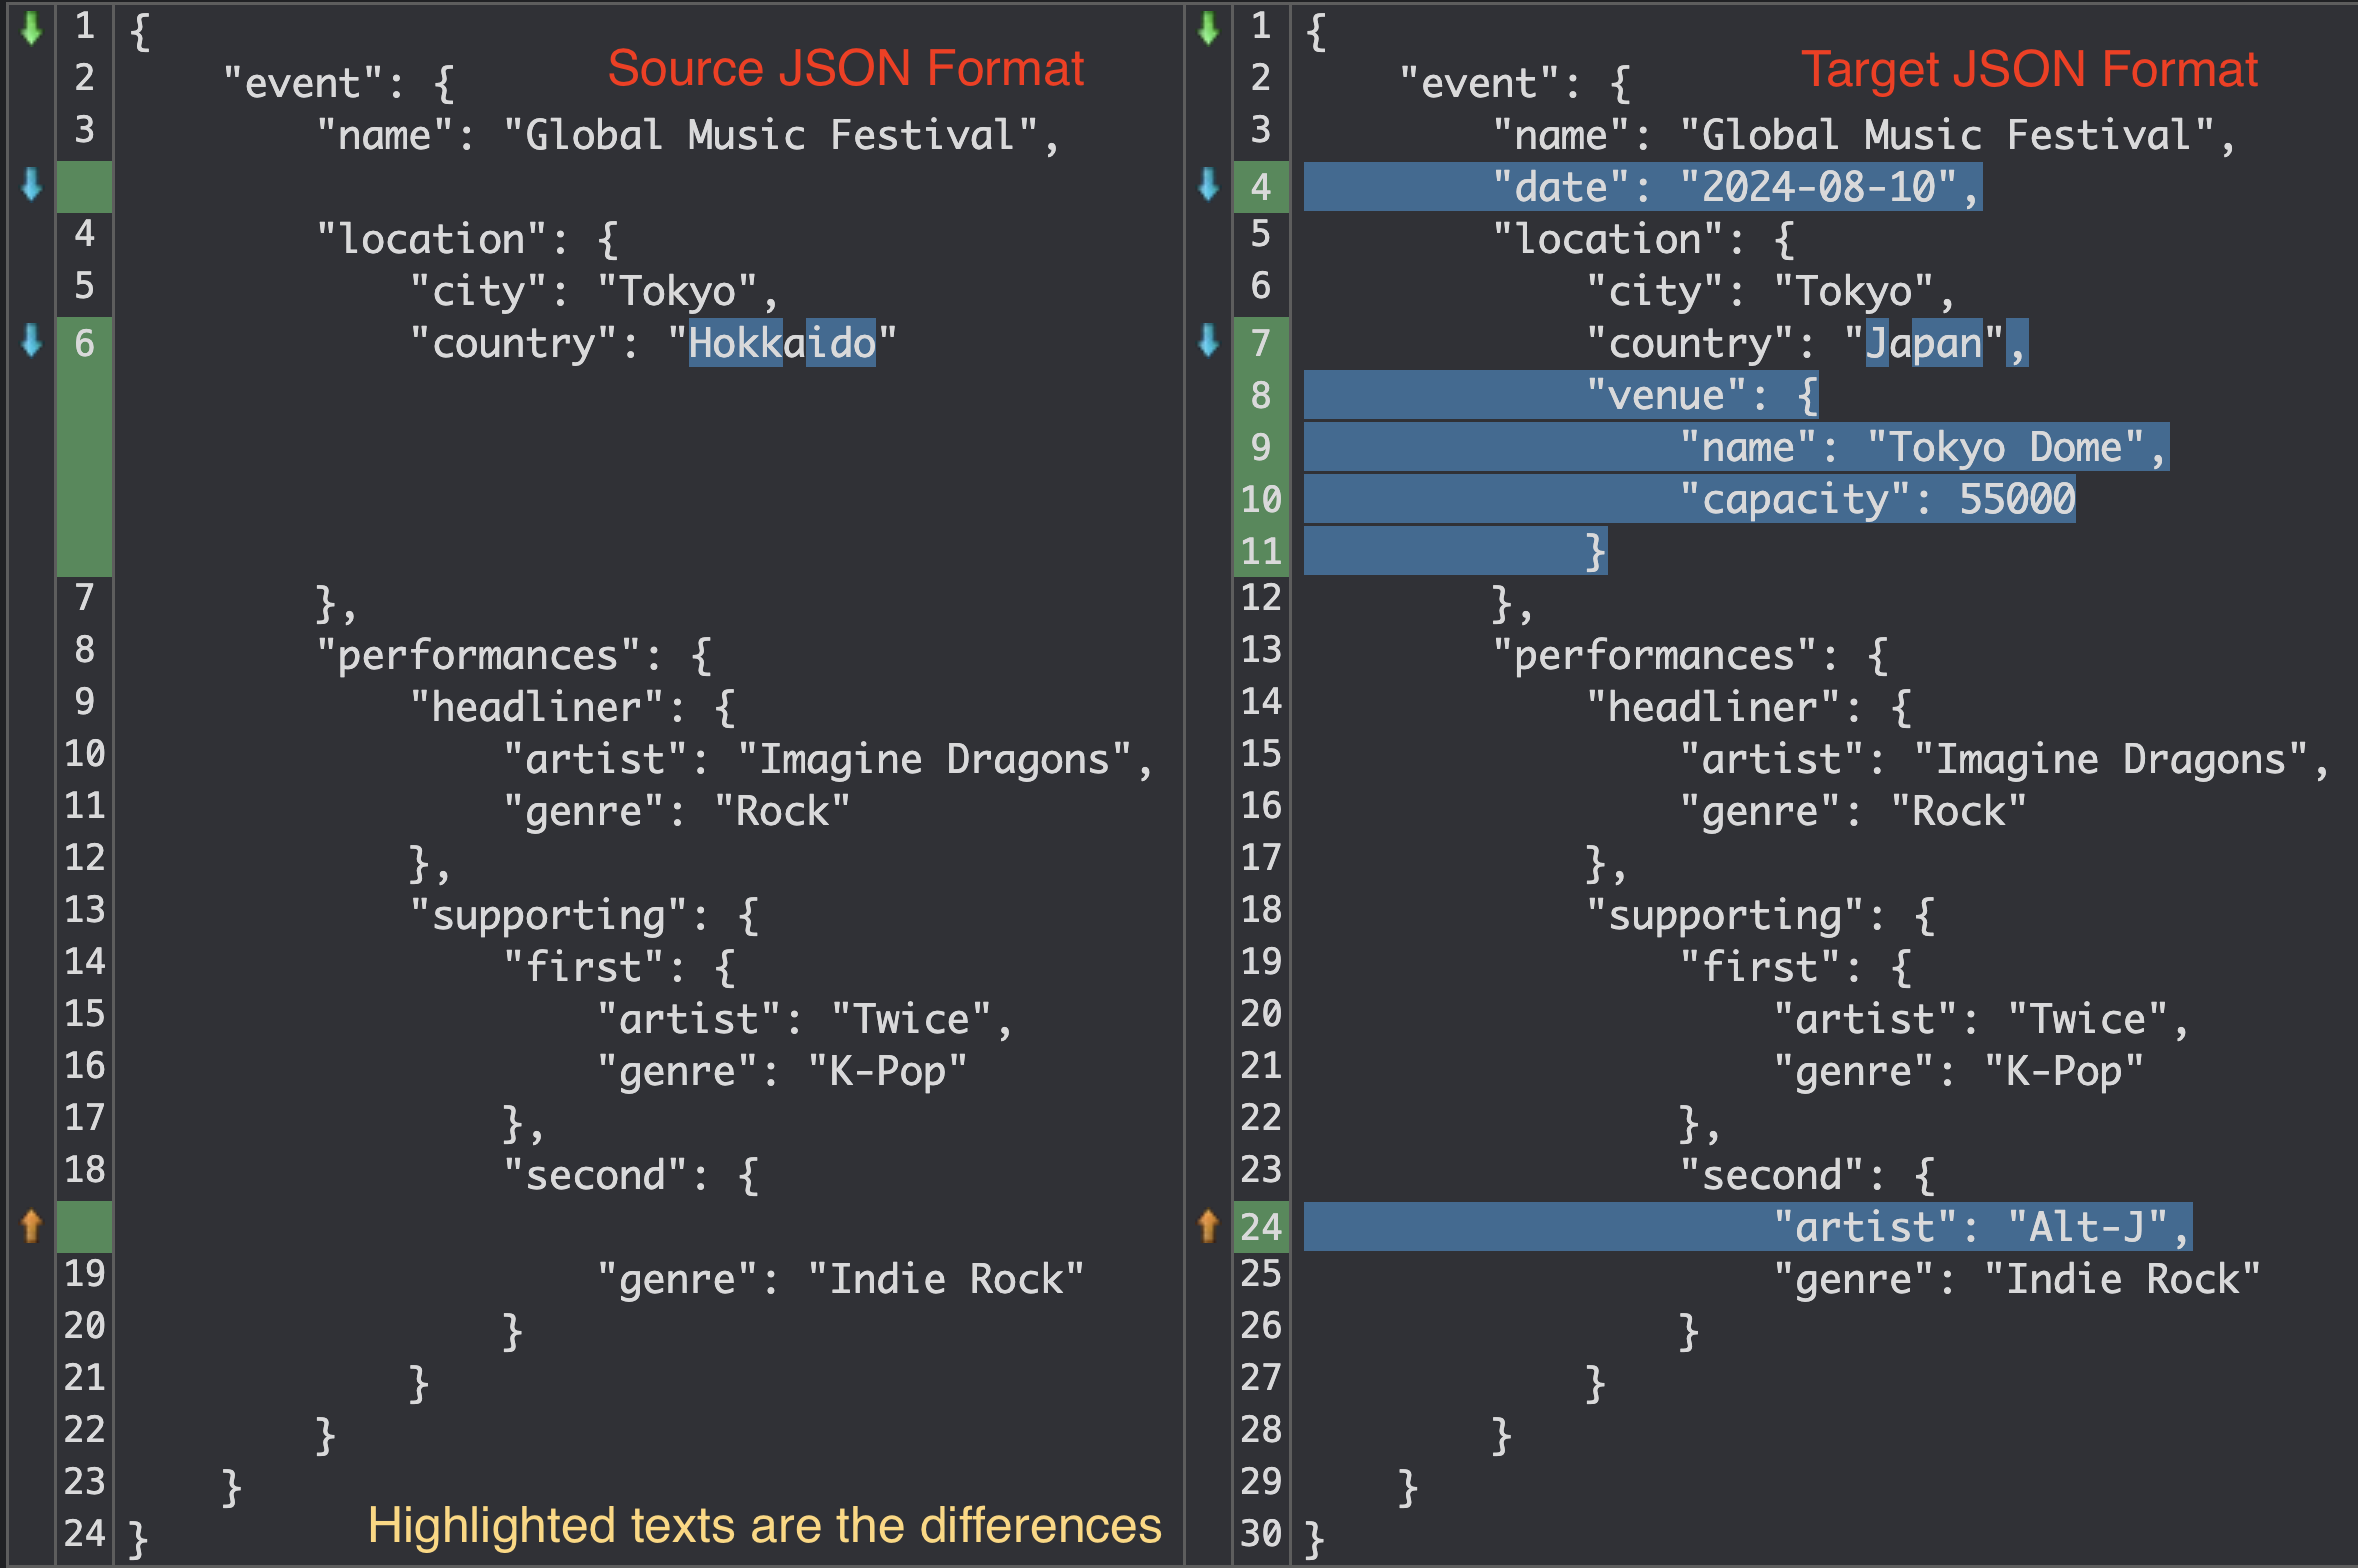 Source JSON Format
1 {
2     "event": {
3         "name": "Global Music Festival",
4         "location": {
5             "city": "Tokyo",
6             "country": "Hokkaido"
7         },
8         "performances": {
9             "headliner": {
10                 "artist": "Imagine Dragons",
11                 "genre": "Rock"
12             },
13             "supporting": {
14                 "first": {
15                     "artist": "Twice",
16                     "genre": "K-Pop"
17                 },
18                 "second": {
19                     "genre": "Indie Rock"
20                 }
21             }
22         }
23     }
24 }
Highlighted texts are the differences
Target JSON Format
1 {
2     "event": {
3         "name": "Global Music Festival",
4         "date": "2024-08-10",
5         "location": {
6             "city": "Tokyo",
7             "country": "Japan",
8             "venue": {
9                 "name": "Tokyo Dome",
10                 "capacity": 55000
11             }
12         },
13         "performances": {
14             "headliner": {
15                 "artist": "Imagine Dragons",
16                 "genre": "Rock"
17             },
18             "supporting": {
19                 "first": {
20                     "artist": "Twice",
21                     "genre": "K-Pop"
22                 },
23                 "second": {
24                     "artist": "Alt-J",
25                     "genre": "Indie Rock"
26                 }
27             }
28         }
29     }
30 }